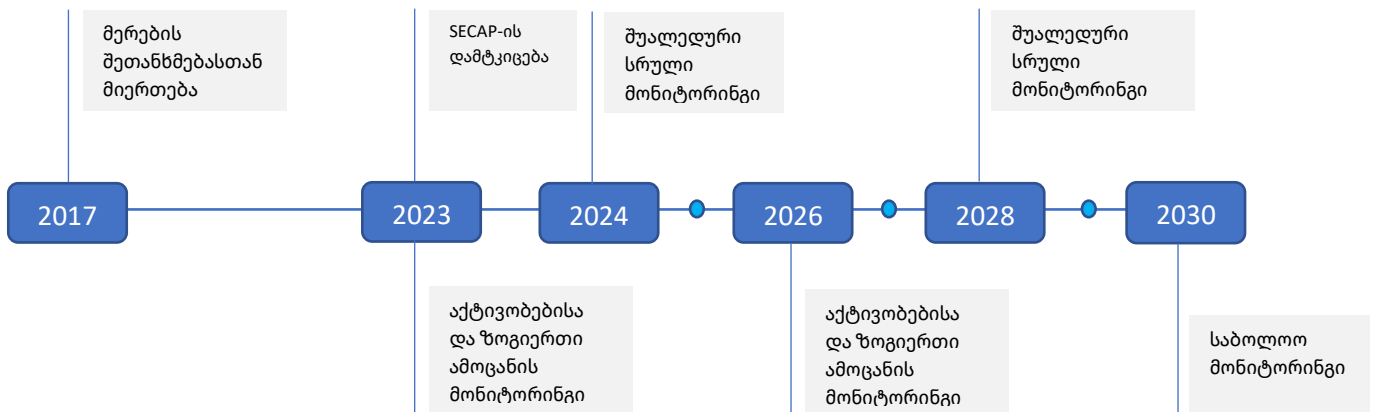 მერების
შეთანხმებასთან
მიერთება
SECAP-ის
დამტკიცება
შუალედური
სრული
მონიტორინგი
შუალედური
სრული
მონიტორინგი
2017
2023
2024
2026
2028
2030
აქტივობებისა
და ზოგიერთი
ამოცანის
მონიტორინგი
აქტივობებისა
და ზოგიერთი
ამოცანის
მონიტორინგი
საბოლოო
მონიტორინგი